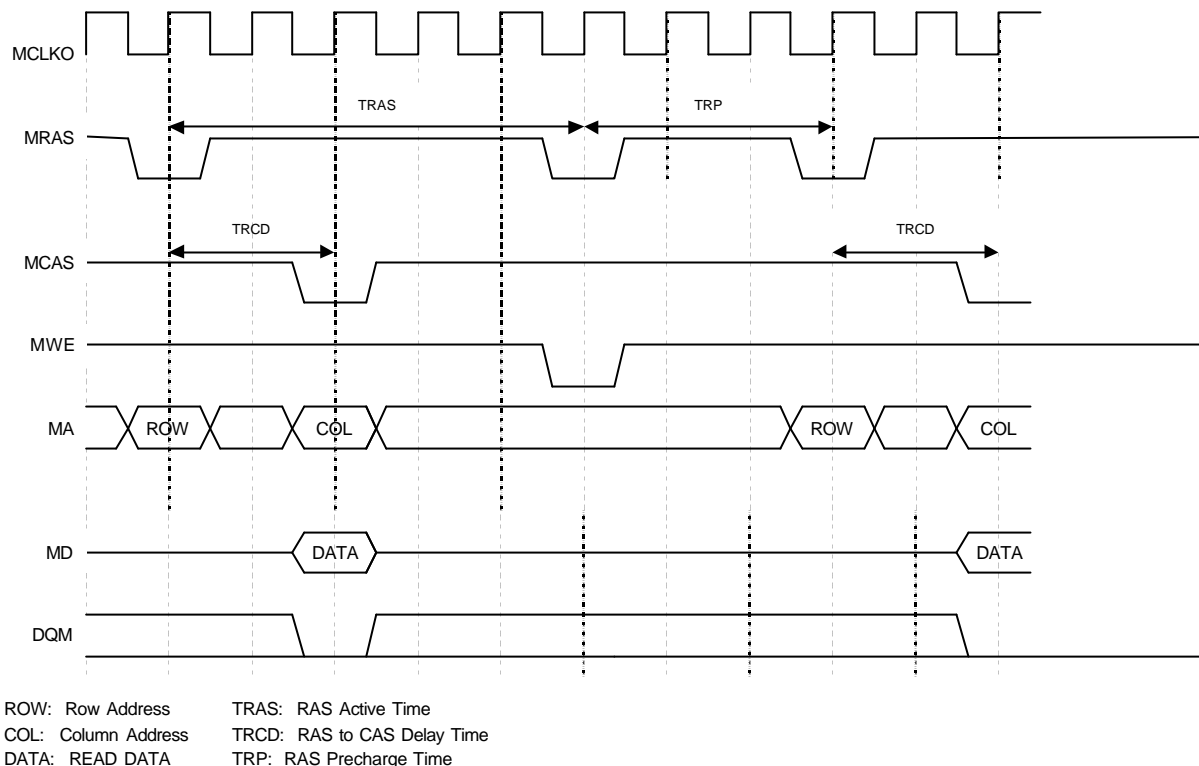 MCLKO
TRAS TRP
MRAS
TRCD TRCD
MCAS
MWE
MA ROW COL ROW COL
MD DATA DATA
DQM
ROW: Row Address TRAS: RAS Active Time
COL: Column Address TRCD: RAS to CAS Delay Time
DATA: READ DATA TRP: RAS Precharge Time